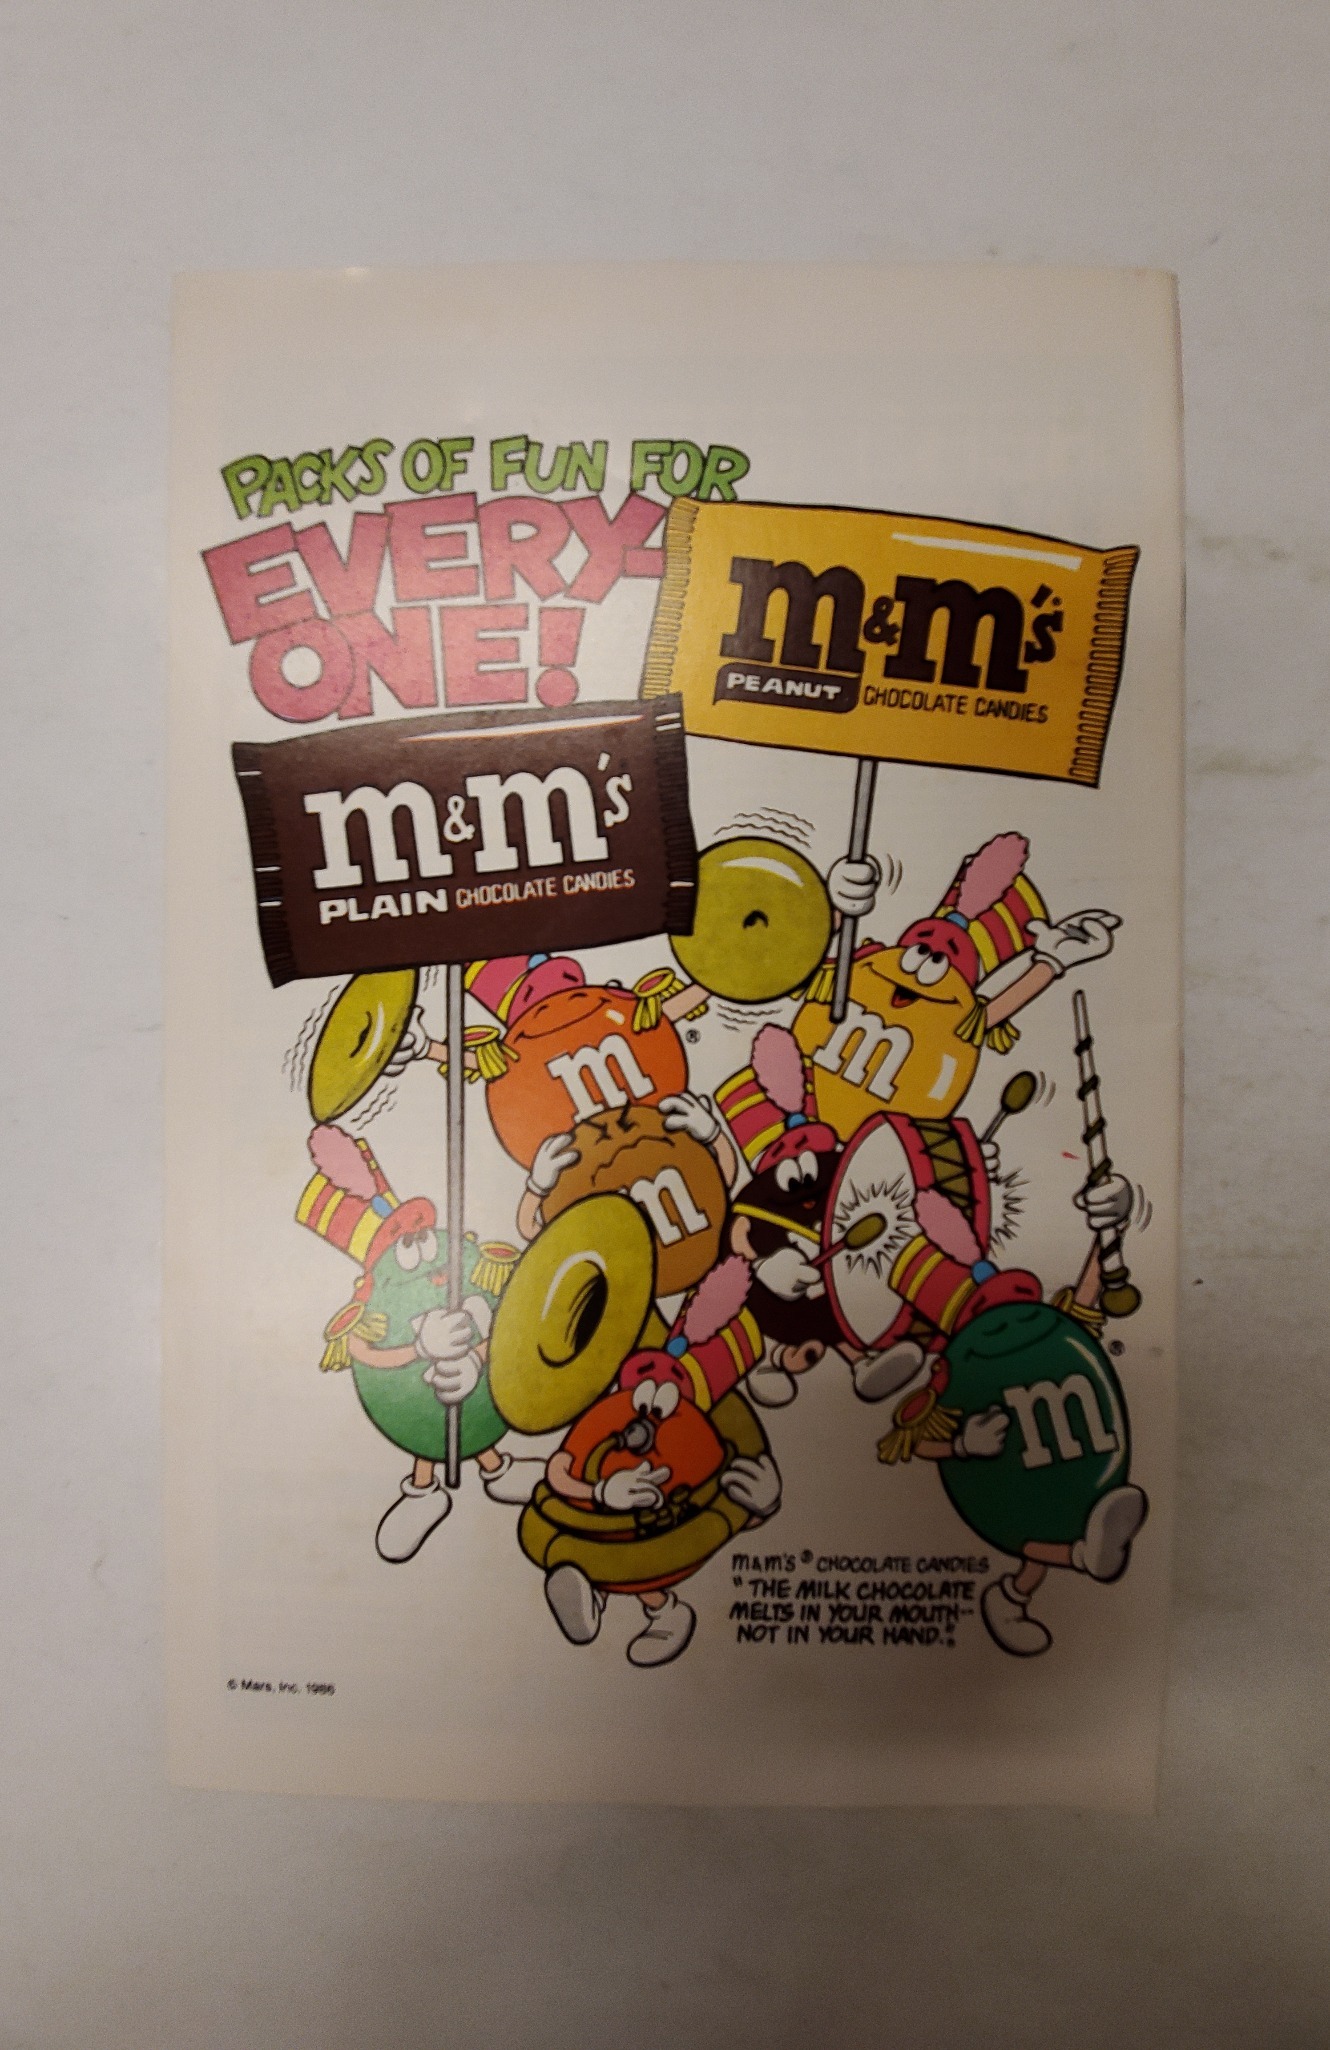 PACKS OF FUN FOR
EVERY-
ONE!
m&m's
PEANUT CHOCOLATE CANDIES
m&m's
PLAIN CHOCOLATE CANDIES
m
®
m
m
m
®
m&m's® CHOCOLATE CANDIES
"THE MILK CHOCOLATE
MELTS IN YOUR MOUTH--
NOT IN YOUR HAND."®
© Mars, Inc. 1986